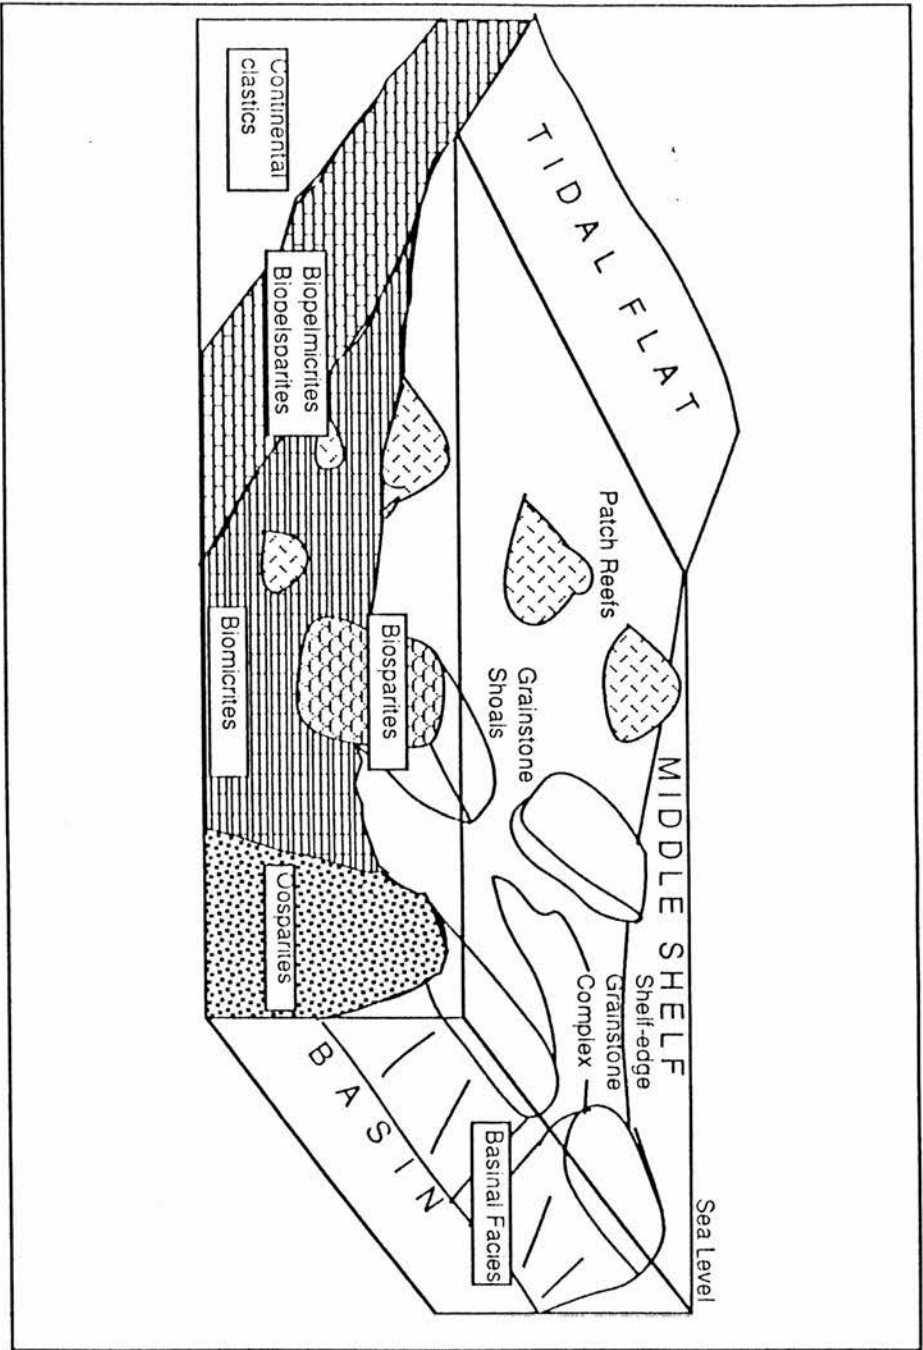 Sea Level
TIDAL FLAT
MIDDLE SHELF
Patch Reefs
Shelf-edge
Grainstone
Complex
Grainstone
Shoals
Basinal Facies
BASIN
Biosparites
Biopelmicrites
Biopelsparites
Continental
clastics
Oosparites
Biomicrites